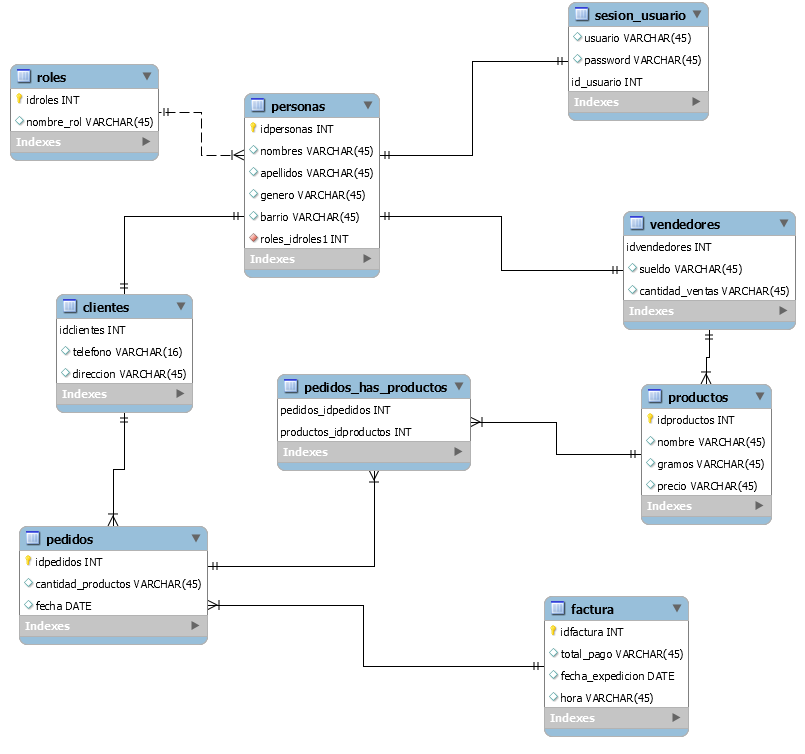 sesion_usuario
usuario VARCHAR(45)
password VARCHAR(45)
id_usuario INT
Indexes
roles
idroles INT
nombre_rol VARCHAR(45)
Indexes
personas
idpersonas INT
nombres VARCHAR(45)
apellidos VARCHAR(45)
genero VARCHAR(45)
barrio VARCHAR(45)
roles_idroles1 INT
Indexes
vendedores
idvendedores INT
sueldo VARCHAR(45)
cantidad_ventas VARCHAR(45)
Indexes
clientes
idclientes INT
telefono VARCHAR(16)
direccion VARCHAR(45)
Indexes
pedidos_has_productos
pedidos_idpedidos INT
productos_idproductos INT
Indexes
productos
idproductos INT
nombre VARCHAR(45)
gramos VARCHAR(45)
precio VARCHAR(45)
Indexes
pedidos
idpedidos INT
cantidad_productos VARCHAR(45)
fecha DATE
Indexes
factura
idfactura INT
total_pago VARCHAR(45)
fecha_expedicion DATE
hora VARCHAR(45)
Indexes